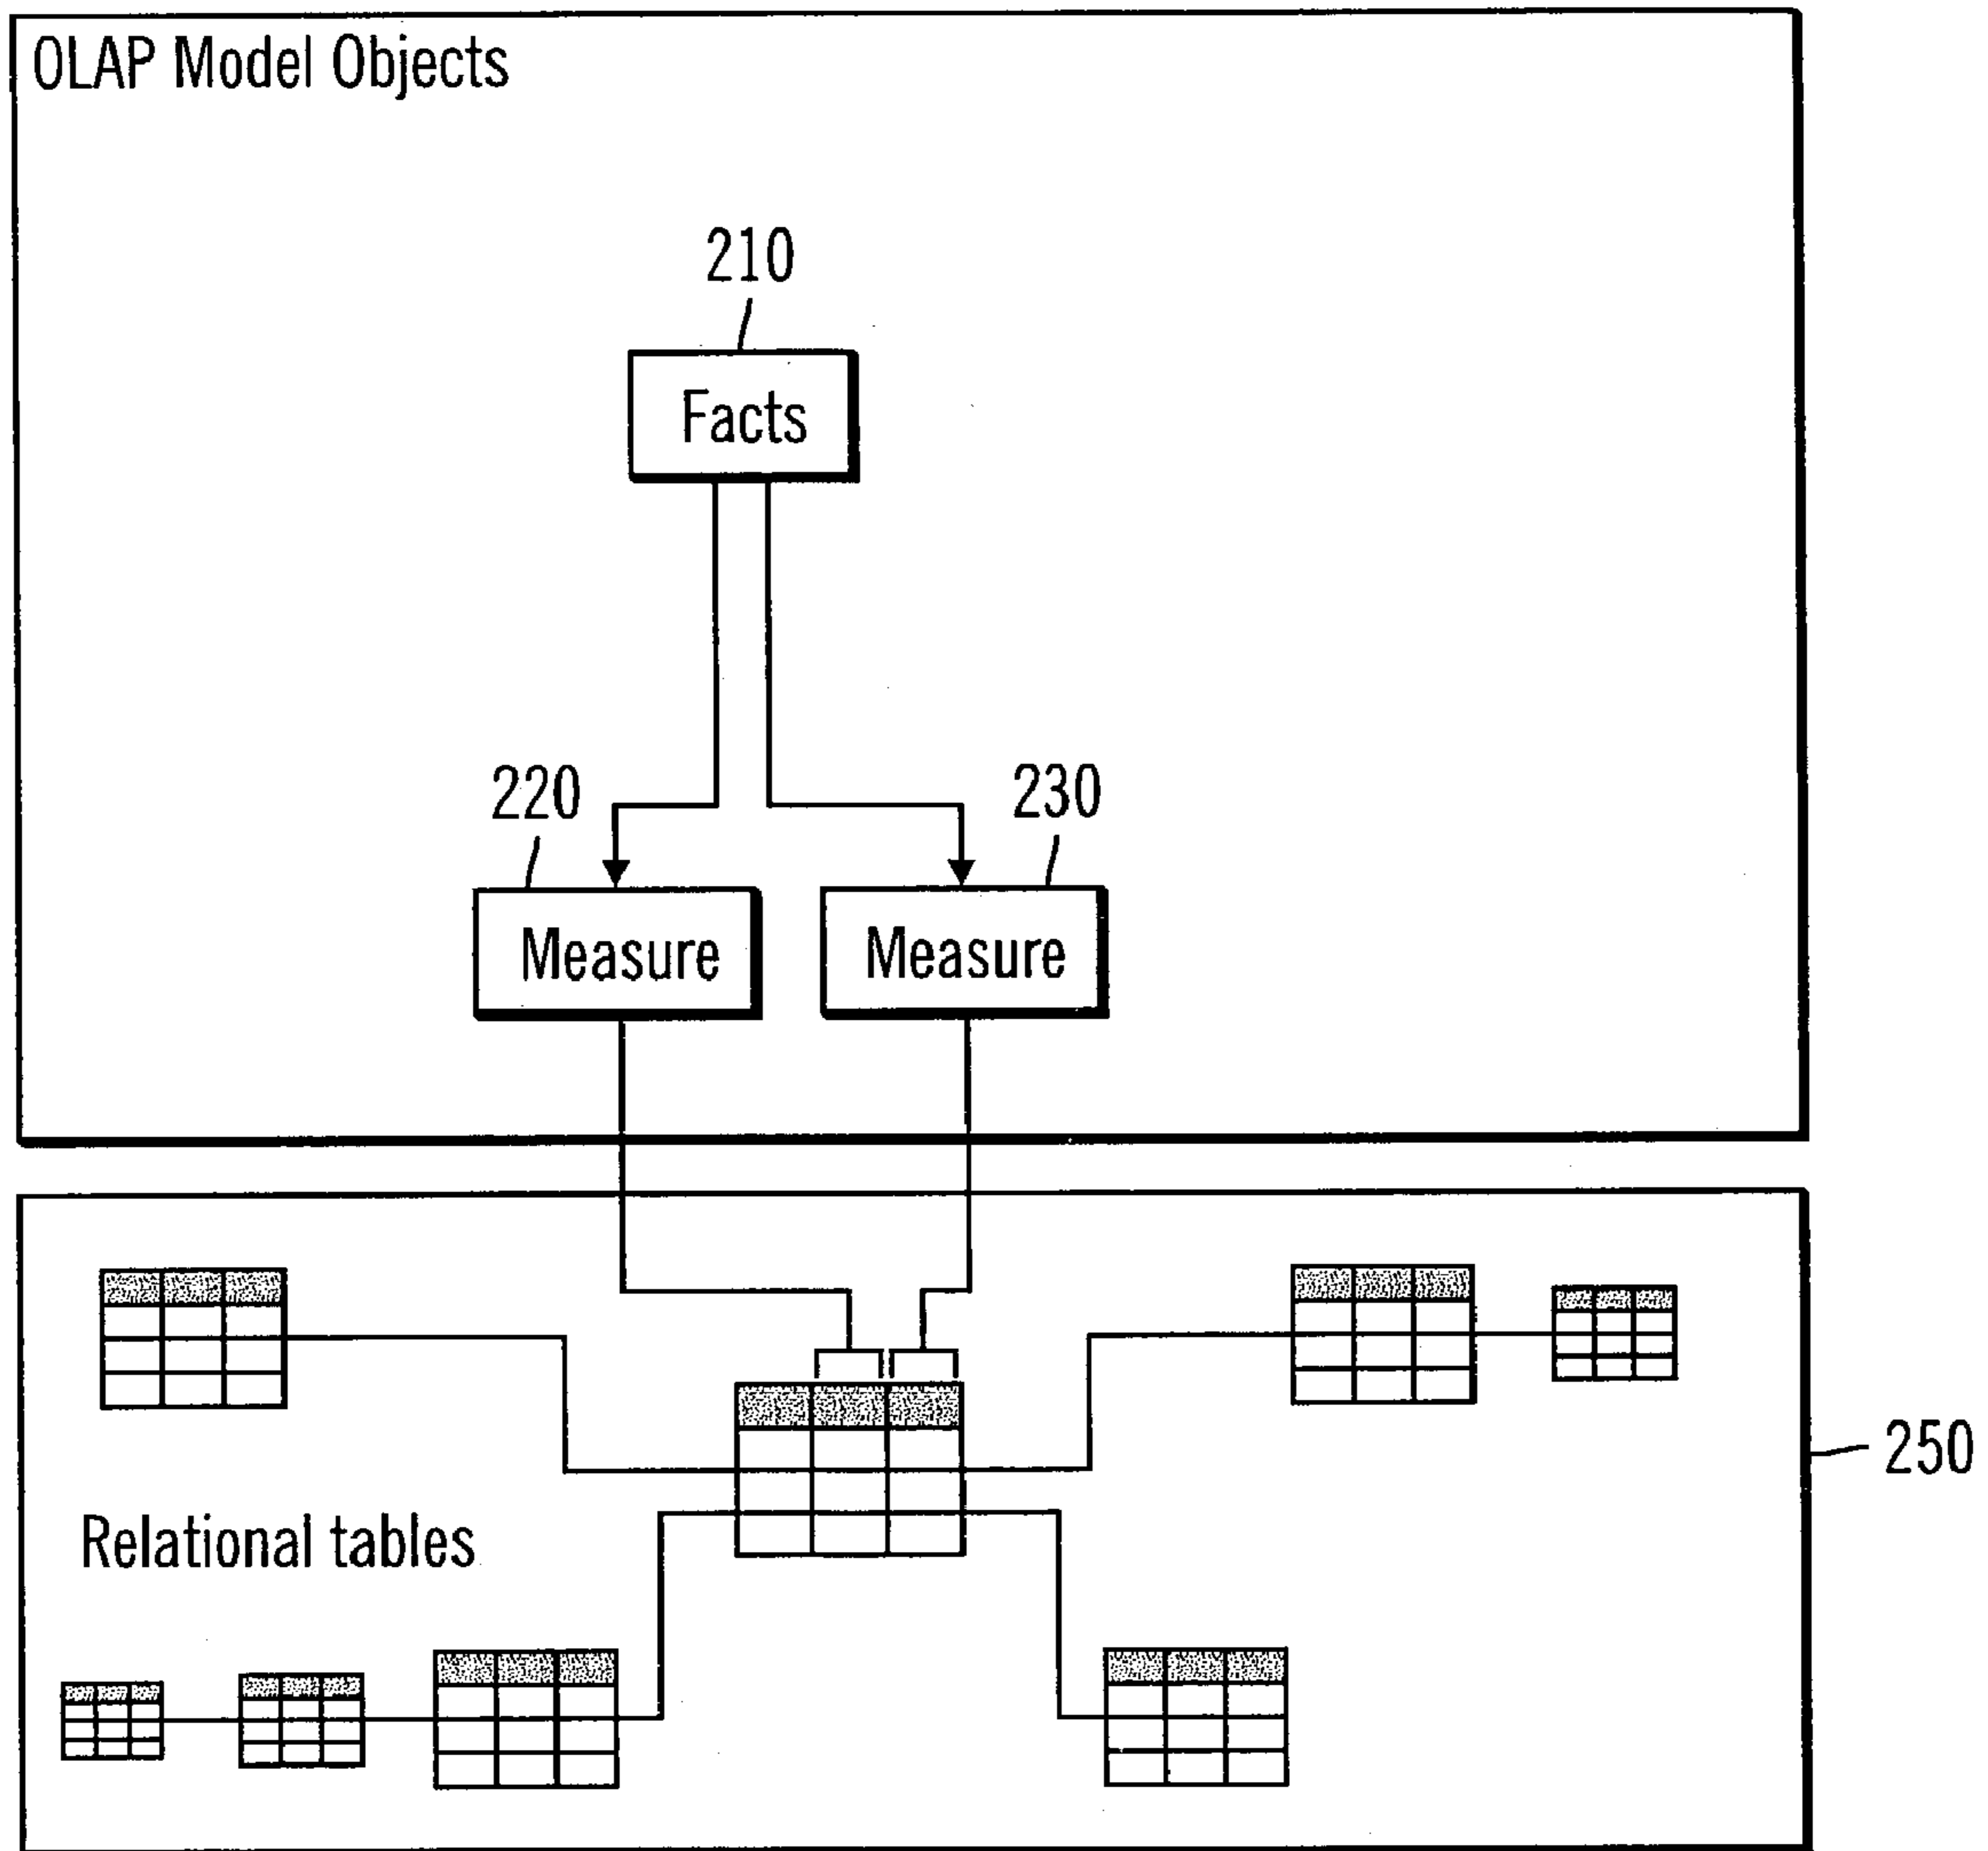 OLAP Model Objects
210
Facts
220
230
Measure
Measure
250
Relational tables